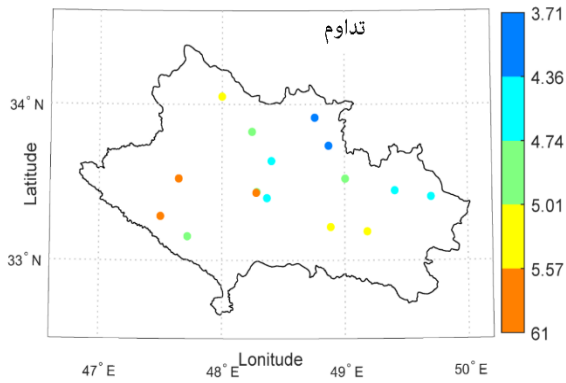 تداوم
3.71
4.36
4.74
5.01
5.57
61
34° N
33° N
Latitude
47° E
48° E
49° E
50° E
Lonitude